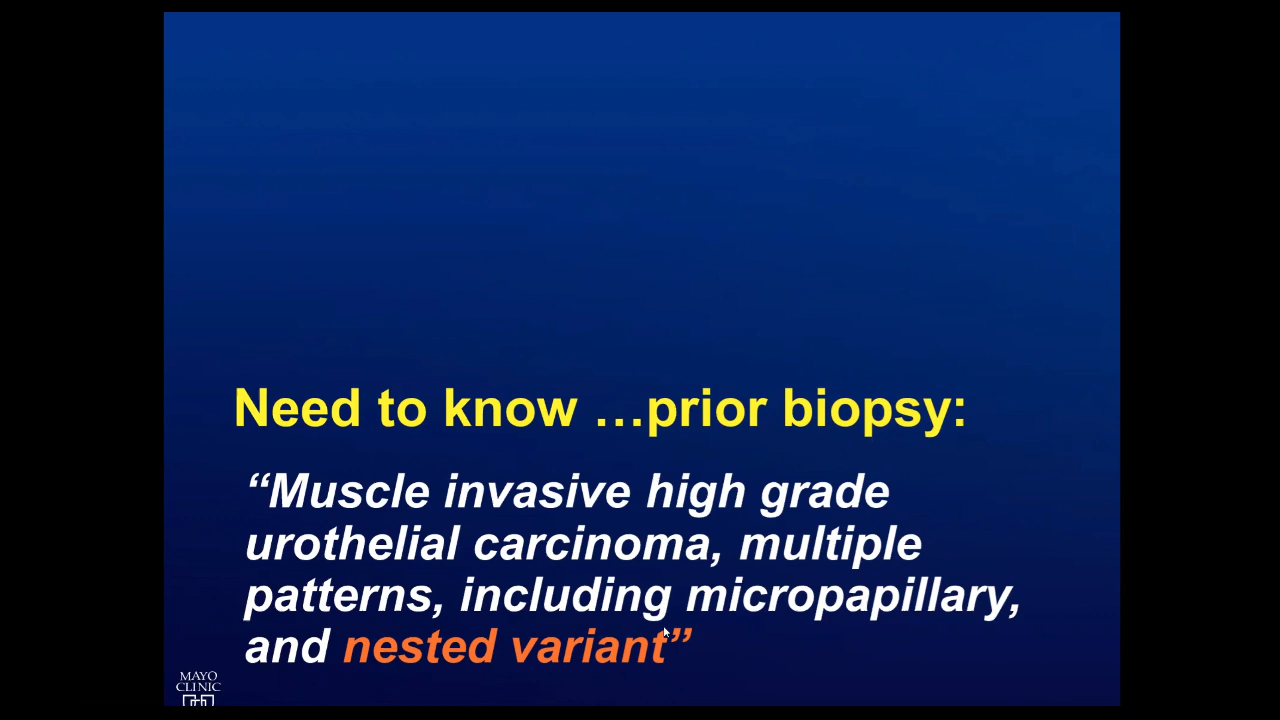 Need to know …prior biopsy:
“Muscle invasive high grade
urothelial carcinoma, multiple
patterns, including micropapillary,
and nested variant”
MAYO
CLINIC